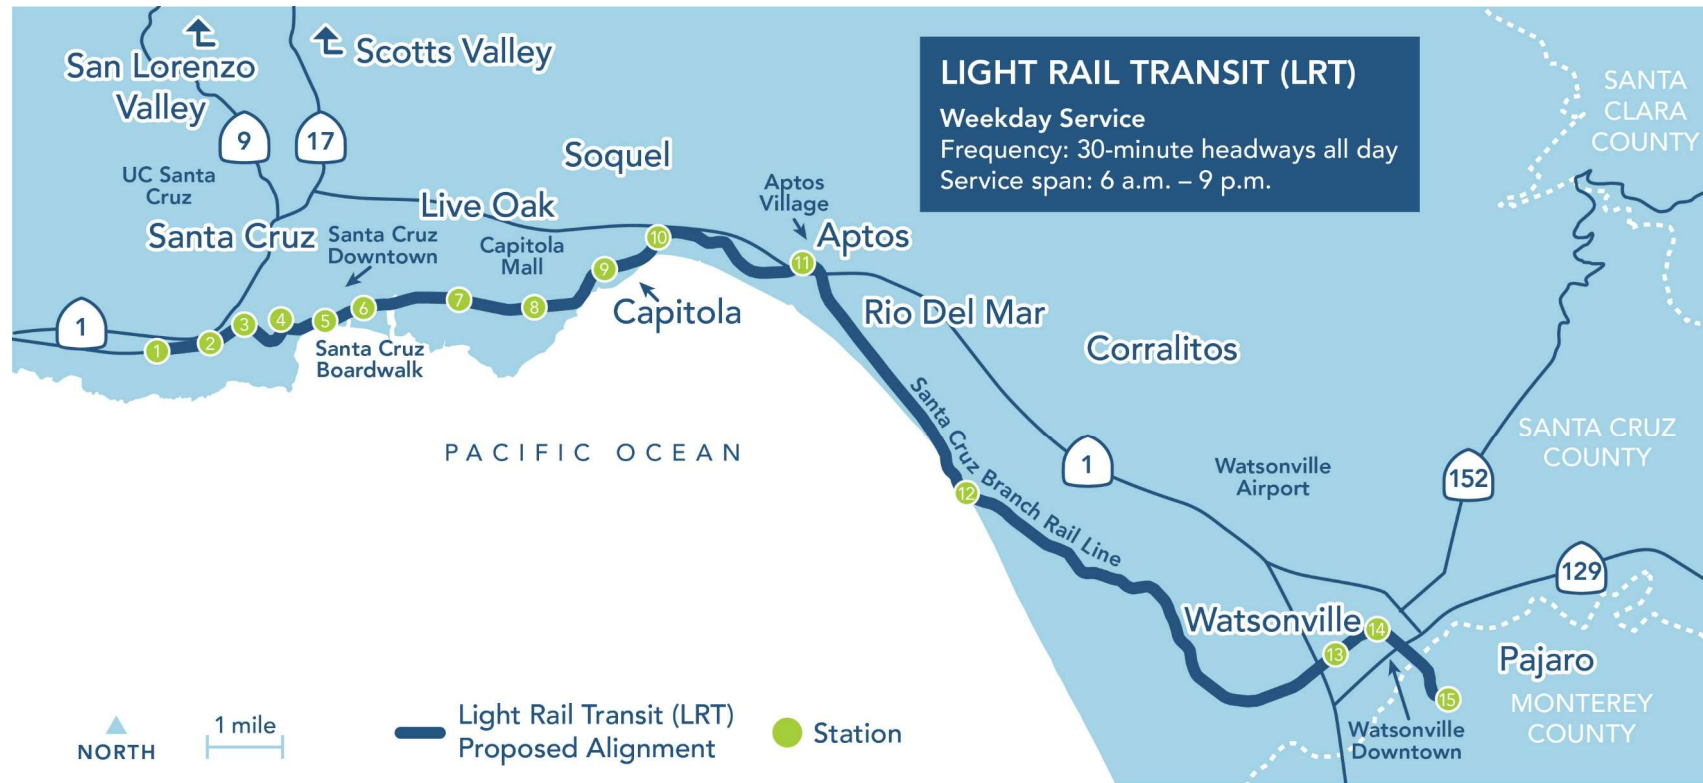 San Lorenzo
Valley
Scotts Valley
9
17
UC Santa
Cruz
Santa Cruz
Live Oak
Soquel
Santa Cruz
Downtown
Capitola
Mall
Aptos
Village
Aptos
LIGHT RAIL TRANSIT (LRT)
Weekday Service
Frequency: 30-minute headways all day
Service span: 6 a.m. – 9 p.m.
SANTA
CLARA
COUNTY
1
1
2
3
4
5
6
7
8
9
10
11
Santa Cruz
Boardwalk
Capitola
Rio Del Mar
Corralitos
PACIFIC OCEAN
Santa Cruz Branch Rail Line
12
1
Watsonville
Airport
152
SANTA CRUZ
COUNTY
129
Watsonville
13
14
15
Pajaro
MONTEREY
COUNTY
Watsonville
Downtown
NORTH
1 mile
Light Rail Transit (LRT)
Proposed Alignment
Station